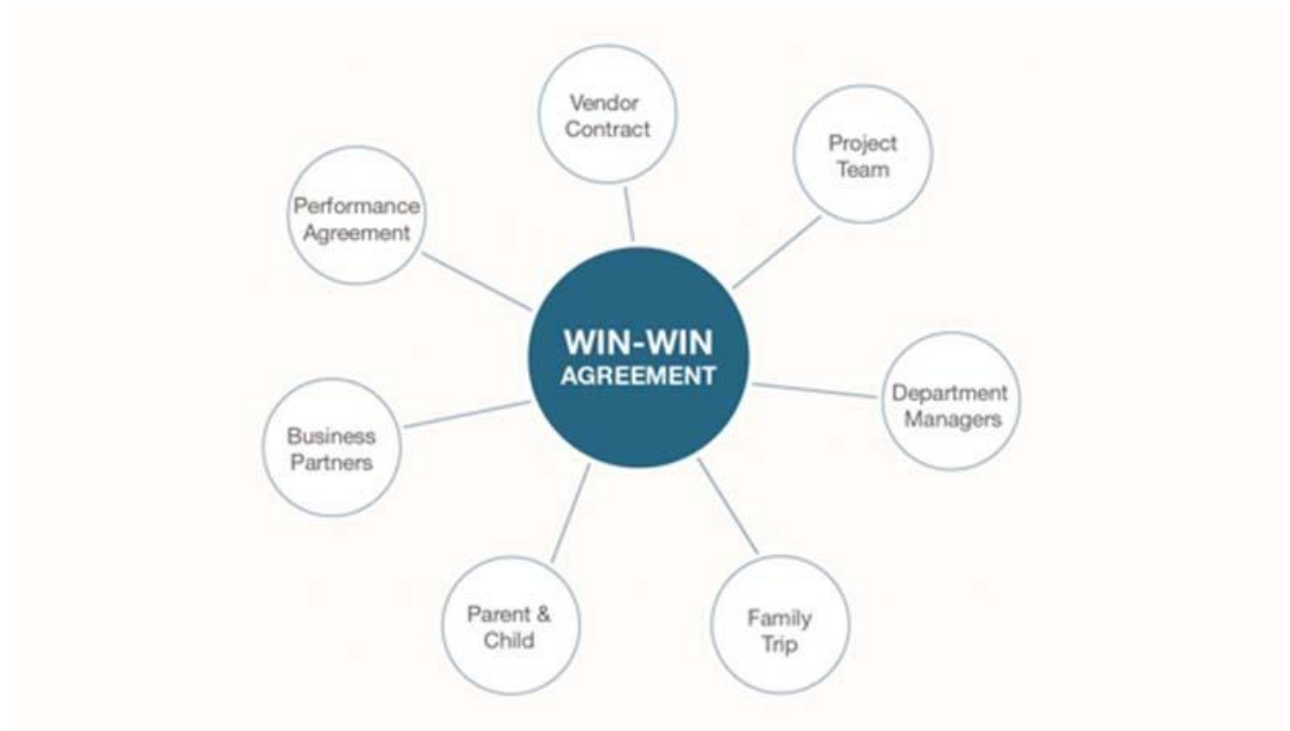 Vendor
Contract
Project
Team
Performance
Agreement
WIN-WIN
AGREEMENT
Department
Managers
Business
Partners
Parent &
Child
Family
Trip